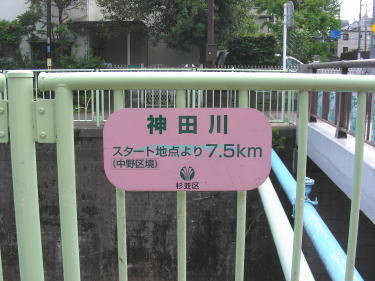 神田川
スタート地点より7.5km
(中野区境)
杉並区